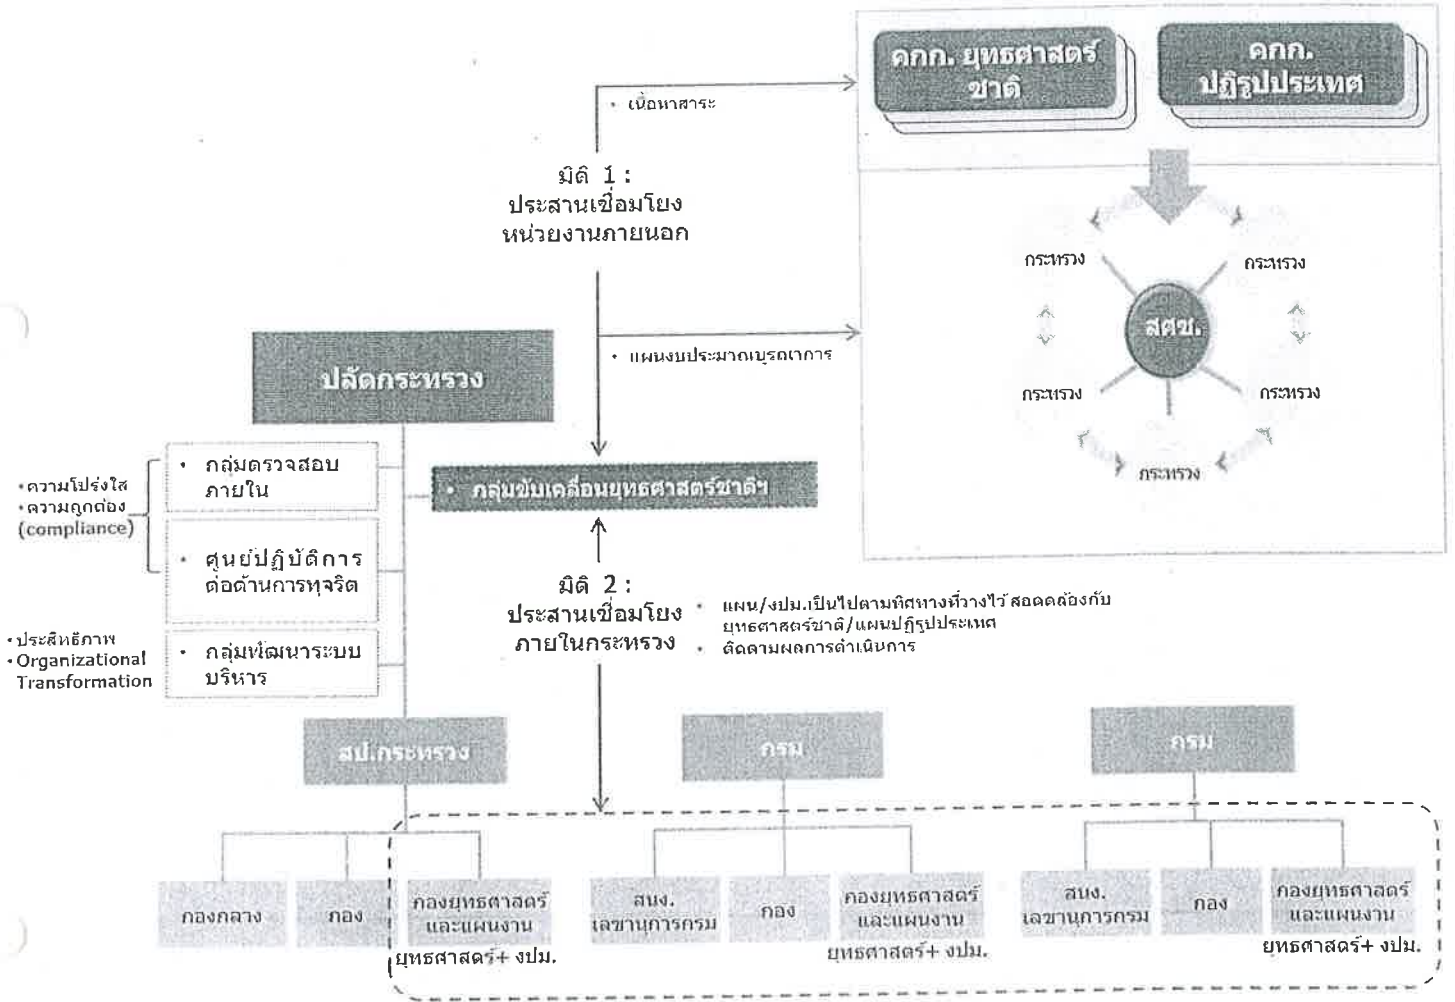 คกก. ยุทธศาสตร์
ชาติ
คกก.
ปฏิรูปประเทศ
• เนื้อหาสาระ
มิติ 1 :
ประสานเชื่อมโยง
หน่วยงานภายนอก
กระทรวง
กระทรวง
สศช.
กระทรวง
กระทรวง
กระทรวง
• แผนงบประมาณบูรณาการ
ปลัดกระทรวง
• กลุ่มตรวจสอบ
ภายใน
• ความโปร่งใส
• ความถูกต้อง
(compliance)
• กลุ่มขับเคลื่อนยุทธศาสตร์ชาติฯ
• ศูนย์ปฏิบัติการ
ต่อต้านการทุจริต
มิติ 2 :
ประสานเชื่อมโยง
ภายในกระทรวง
• แผน/งปม.เป็นไปตามทิศทางที่วางไว้ สอดคล้องกับ
ยุทธศาสตร์ชาติ/แผนปฏิรูปประเทศ
• ติดตามผลการดำเนินการ
• ประสิทธิภาพ
• Organizational
Transformation
• กลุ่มพัฒนาระบบ
บริหาร
สป.กระทรวง
กรม
กรม
กองกลาง
กอง
กองยุทธศาสตร์
และแผนงาน
ยุทธศาสตร์+ งปม.
สนง.
เลขานุการกรม
กอง
กองยุทธศาสตร์
และแผนงาน
ยุทธศาสตร์+ งปม.
สนง.
เลขานุการกรม
กอง
กองยุทธศาสตร์
และแผนงาน
ยุทธศาสตร์+ งปม.